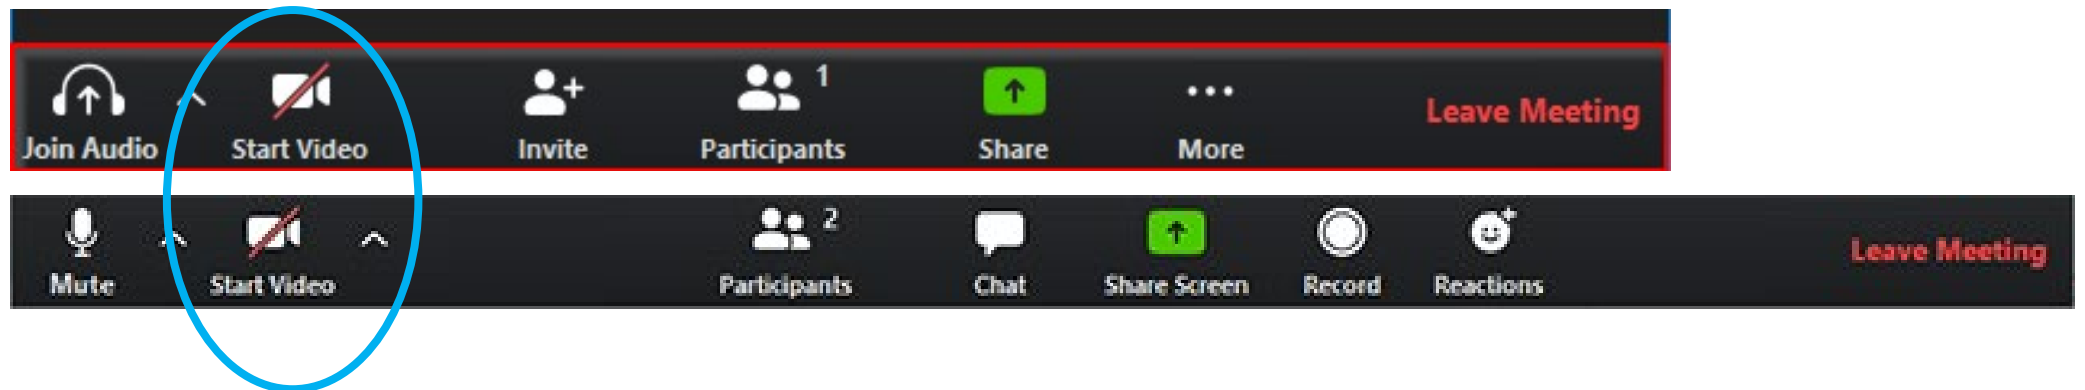 1
Join Audio Start Video Invite Participants Share More Leave Meeting
2
Mute Start Video Participants Chat Share Screen Record Reactions Leave Meeting